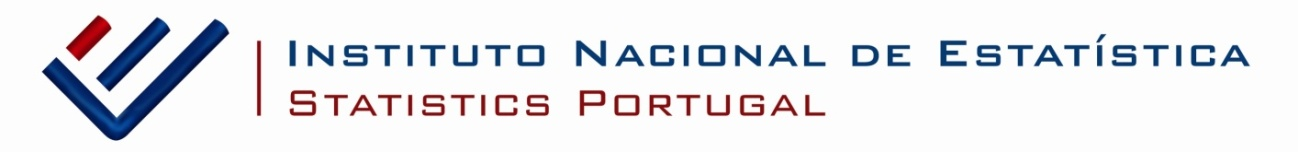 Instituto Nacional de Estatística
Statistics Portugal